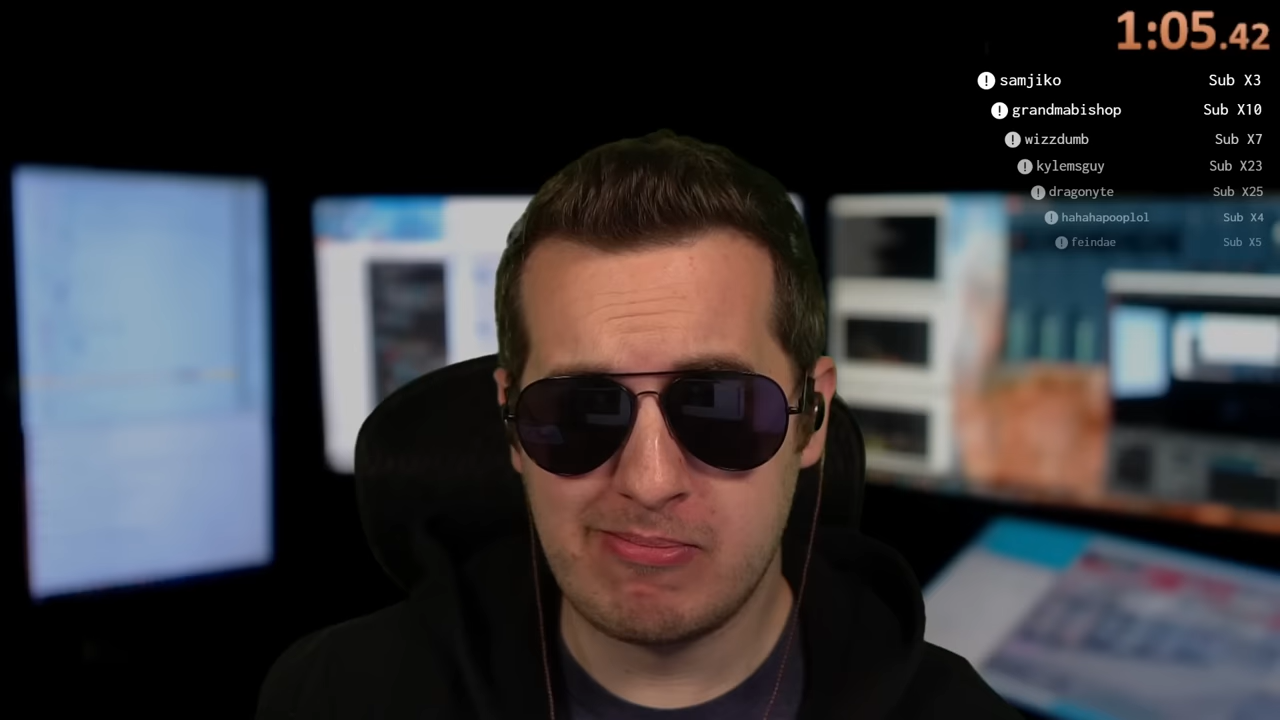 1:05.42
samjiko Sub X3
grandmabishop Sub X10
wizzdumb Sub X7
kylemsguy Sub X23
dragonyte Sub X25
hahahapooplol Sub X4
feindae Sub X5